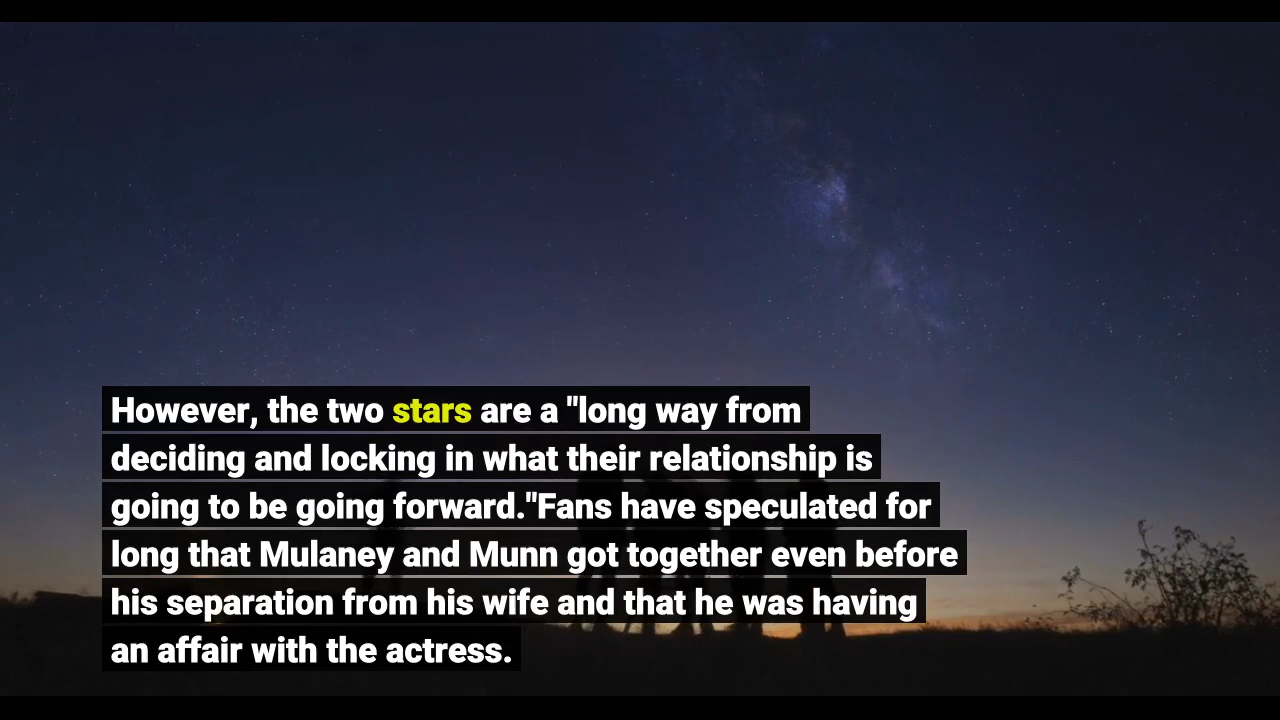 However, the two stars are a "long way from
deciding and locking in what their relationship is
going to be going forward."Fans have speculated for
long that Mulaney and Munn got together even before
his separation from his wife and that he was having
an affair with the actress.